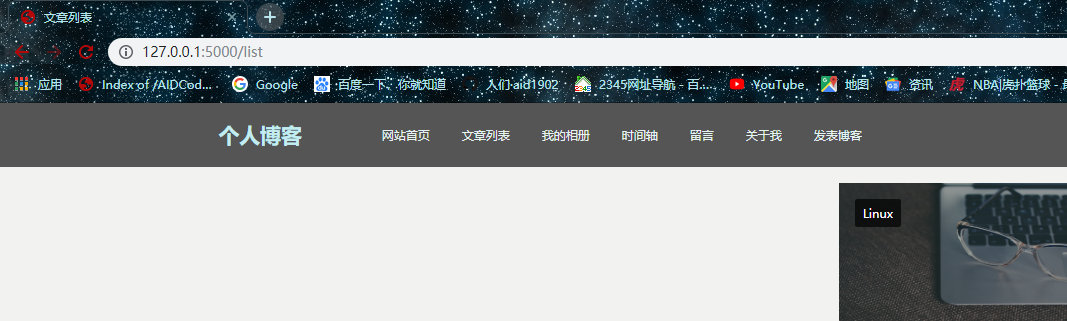 文章列表
127.0.0.1:5000/list
应用 Index of /AIDCod... Google 百度一下，你就知道 人们 aid1902 2345网址导航 - 百... YouTube 地图 资讯 NBA|虎扑篮球 -
个人博客 网站首页 文章列表 我的相册 时间轴 留言 关于我 发表博客
Linux